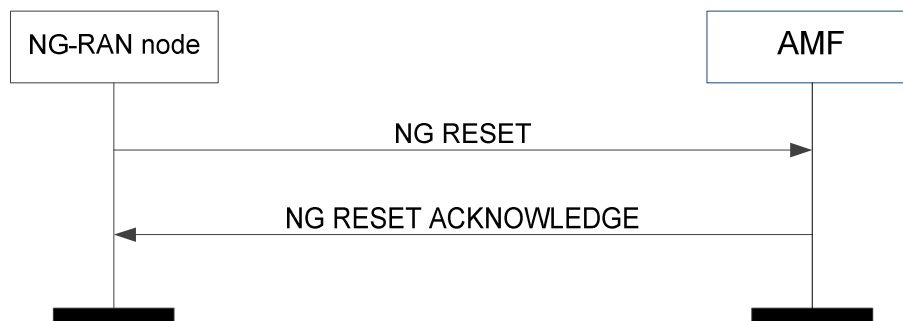 NG-RAN node
AMF
NG RESET
NG RESET ACKNOWLEDGE